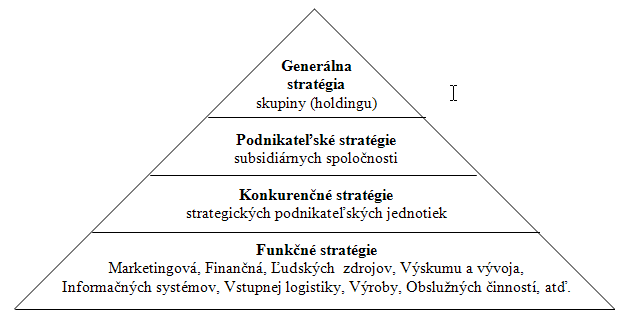 Generálna
stratégia
skupiny (holdingu)
Podnikateľské stratégie
subsidiárnych spoločnosti
Konkurenčné stratégie
strategických podnikateľských jednotiek
Funkčné stratégie
Marketingová, Finančná, Ľudských zdrojov, Výskumu a vývoja,
Informačných systémov, Vstupnej logistiky, Výroby, Obslužných činností, atď.